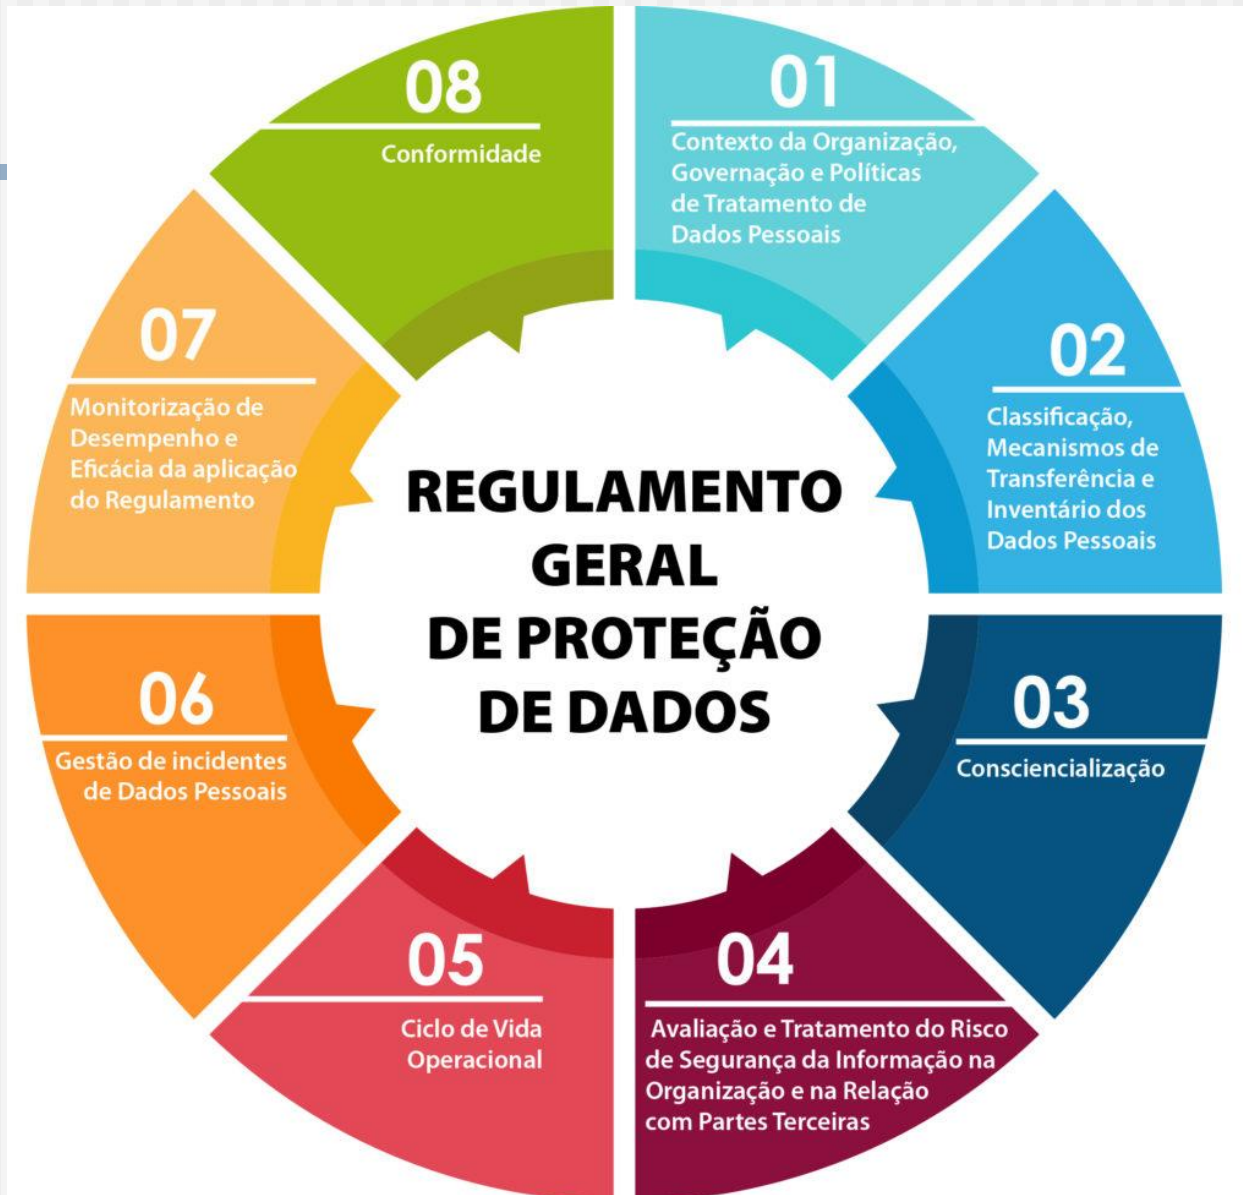 REGULAMENTO
GERAL
DE PROTEÇÃO
DE DADOS
01
Contexto da Organização,
Governação e Políticas
de Tratamento de
Dados Pessoais
02
Classificação,
Mecanismos de
Transferência e
Inventário dos
Dados Pessoais
03
Consciencialização
04
Avaliação e Tratamento do Risco
de Segurança da Informação na
Organização e na Relação
com Partes Terceiras
05
Ciclo de Vida
Operacional
06
Gestão de incidentes
de Dados Pessoais
07
Monitorização de
Desempenho e
Eficácia da aplicação
do Regulamento
08
Conformidade